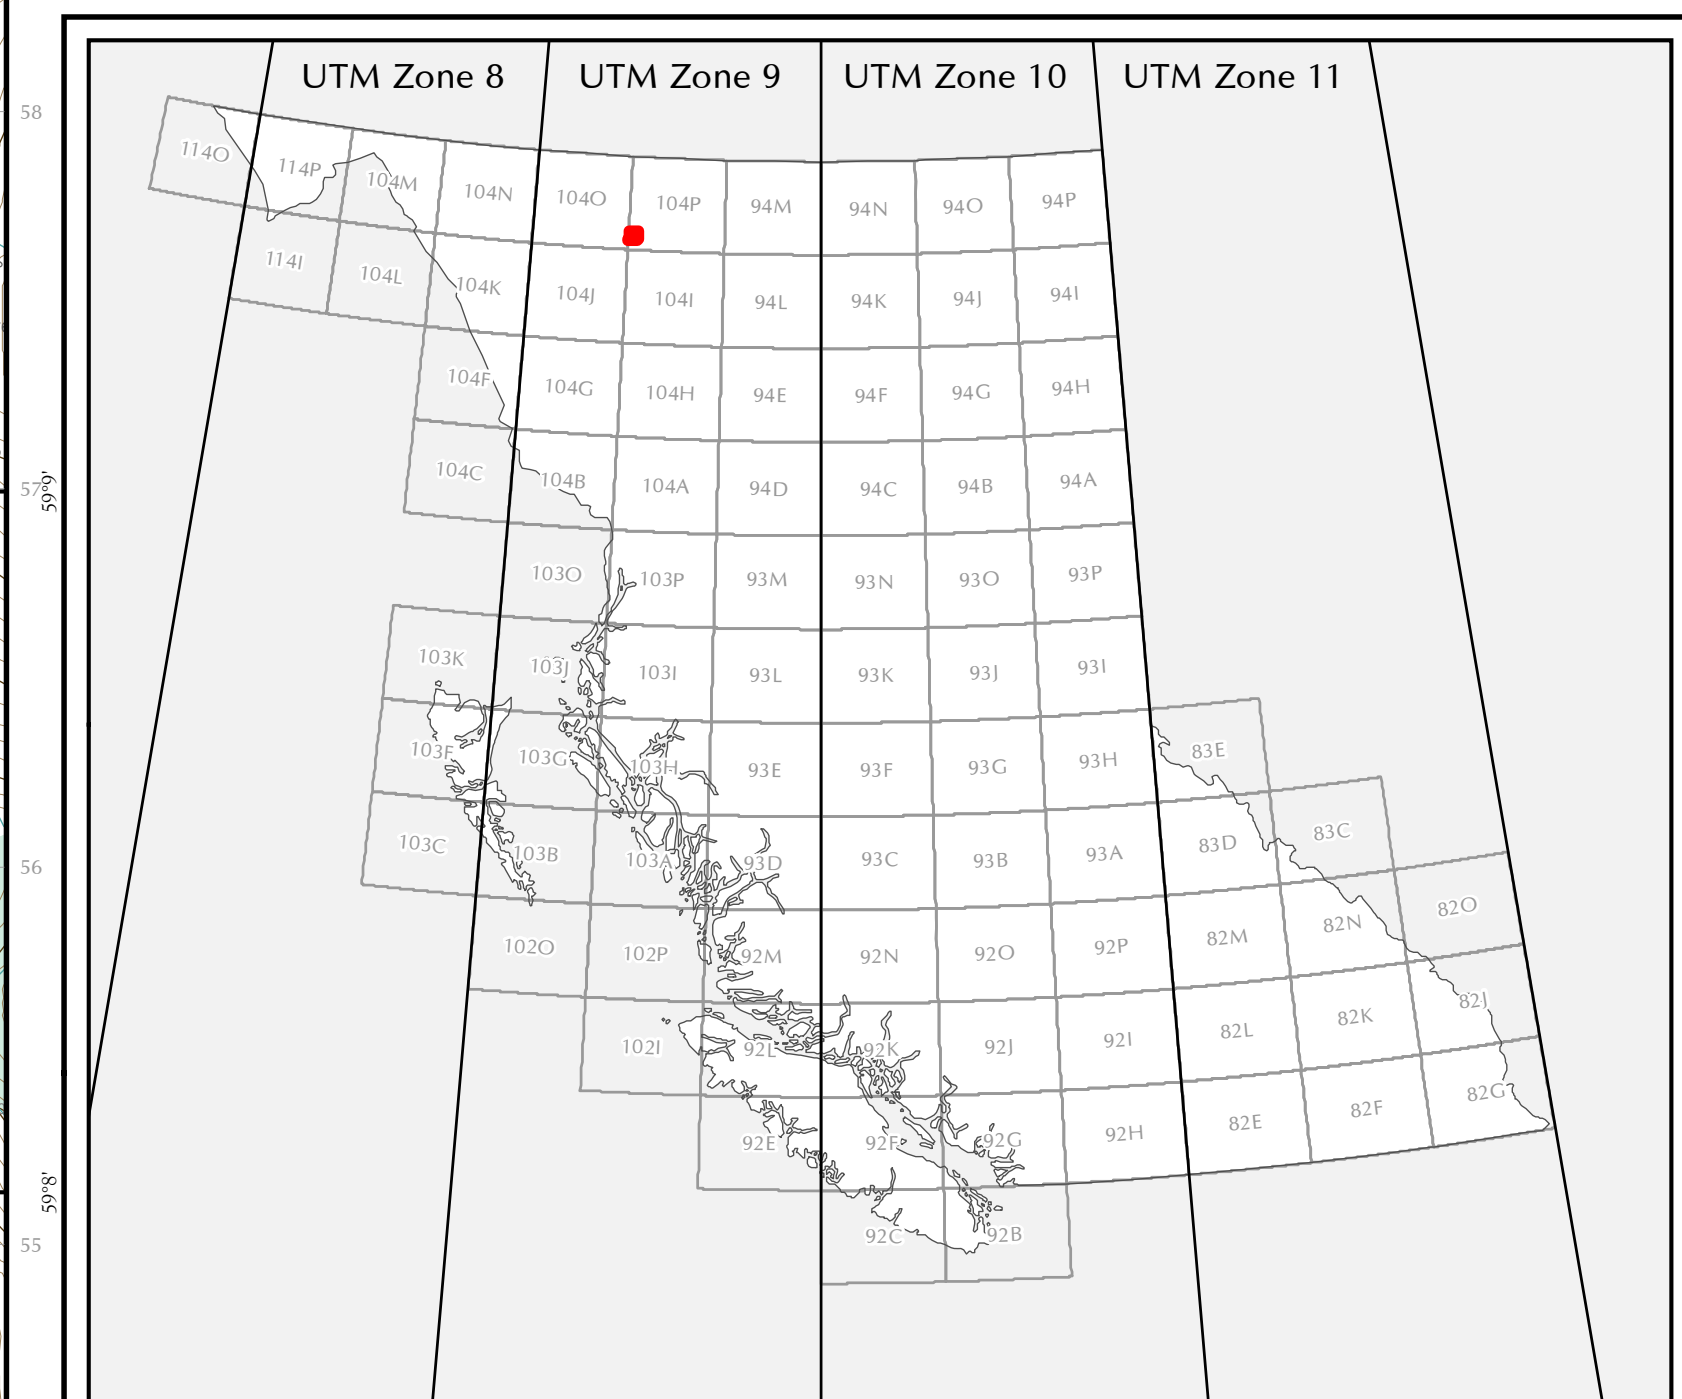 UTM Zone 8 UTM Zone 9 UTM Zone 10 UTM Zone 11
58
114O 114P 104M 104N 104O 104P 94M 94N 94O 94P
114I 104L 104K 104J 104I 94L 94K 94J 94I
104F 104G 104H 94E 94F 94G 94H
57
59°9'
104C 104B 104A 94D 94C 94B 94A
103O 103P 93M 93N 93O 93P
103K 103J 103I 93L 93K 93J 93I
103F 103G 103H 93E 93F 93G 93H 83E
56
103C 103B 103A 93D 93C 93B 93A 83D 83C
102O 102P 92M 92N 92O 92P 82M 82N 82O
102I 92L 92K 92J 92I 82L 82K 82J
92E 92F 92G 92H 82E 82F 82G
59°8'
55
92C 92B